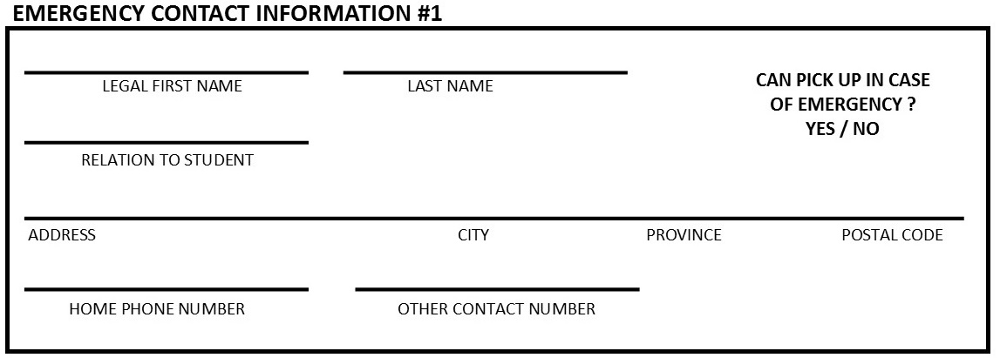 EMERGENCY CONTACT INFORMATION #1
LEGAL FIRST NAME
LAST NAME
CAN PICK UP IN CASE
OF EMERGENCY ?
YES / NO
RELATION TO STUDENT
ADDRESS CITY PROVINCE POSTAL CODE
HOME PHONE NUMBER OTHER CONTACT NUMBER